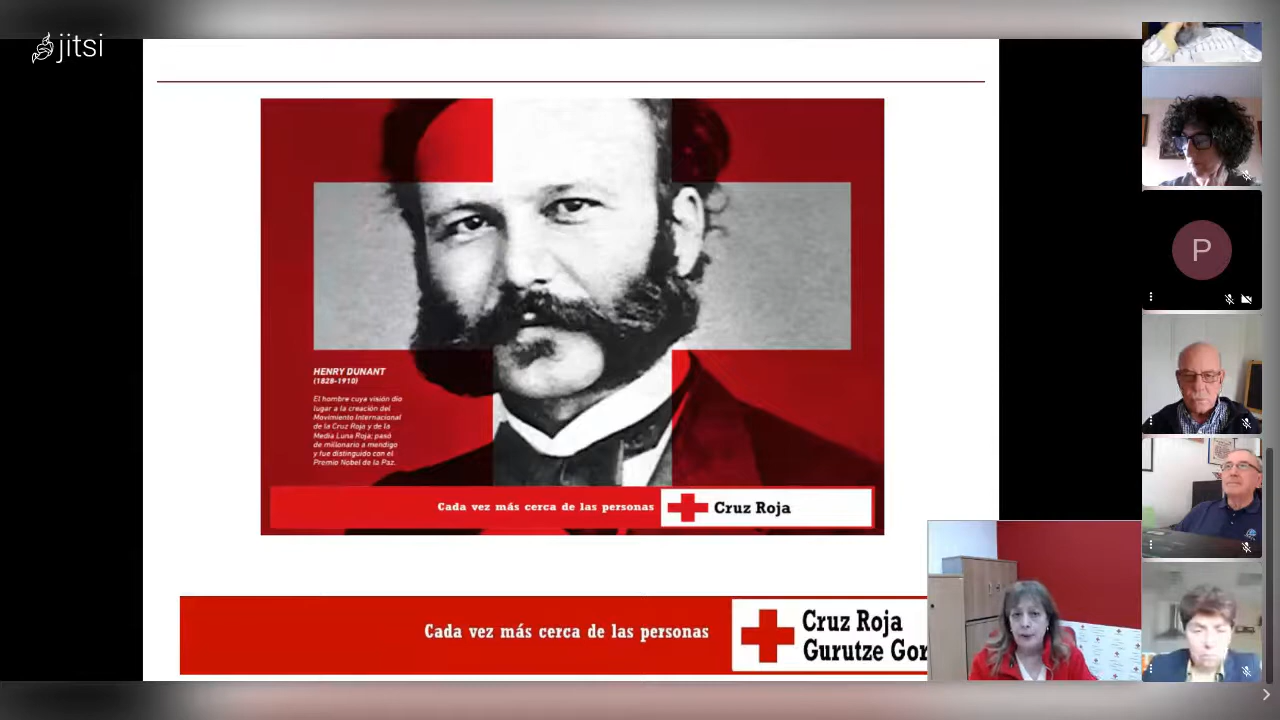 jitsi
HENRY DUNANT
(1828-1910)
El hombre cuya visión dio
lugar a la creación del
Movimiento Internacional
de la Cruz Roja y de la
Media Luna Roja; pasó
de millonario a mendigo
y fue distinguido con el
Premio Nobel de la Paz.
Cada vez más cerca de las personas
Cruz Roja
Cada vez más cerca de las personas
Cruz Roja
Gurutze Gor
P